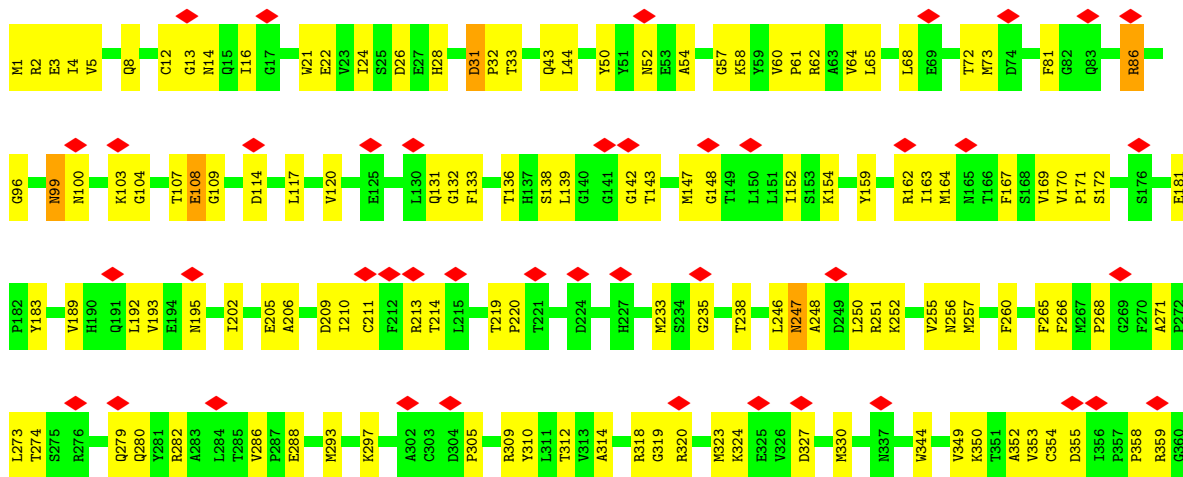 M1 R2 E3 I4 V5 Q8 C12 G13 N14 Q15 I16 G17 W21 E22 V23 I24 S25 D26 E27 H28 D31 P32 T33 Q43 L44 Y50 Y51 N52 E53 A54 G57 K58 Y59 V60 P61 R62 A63 V64 L65 L68 E69 T72 M73 D74 F81 G82 Q83 R86
G96 N99 N100 K103 G104 T107 E108 G109 D114 L117 V120 E125 L130 Q131 G132 F133 T136 H137 S138 L139 G140 G141 G142 T143 M147 G148 T149 L150 L151 I152 S153 K154 Y159 R162 I163 M164 N165 T166 F167 S168 V169 V170 P171 S172 S176 E181
P182 Y183 V189 H190 Q191 L192 V193 E194 N195 I202 E205 A206 D209 I210 C211 F212 R213 T214 L215 T219 P220 T221 D224 H227 M233 S234 G235 T238 L246 N247 A248 D249 L250 R251 K252 V255 N256 M257 F260 F265 F266 M267 P268 G269 F270 A271 P272
L273 T274 S275 R276 Q279 Q280 Y281 R282 A283 L284 T285 V286 P287 E288 M293 K297 A302 C303 D304 P305 R309 Y310 L311 T312 V313 A314 R318 G319 R320 M323 K324 E325 V326 D327 M330 N337 W344 V349 K350 T351 A352 V353 C354 D355 I356 P357 P358 R359 G360